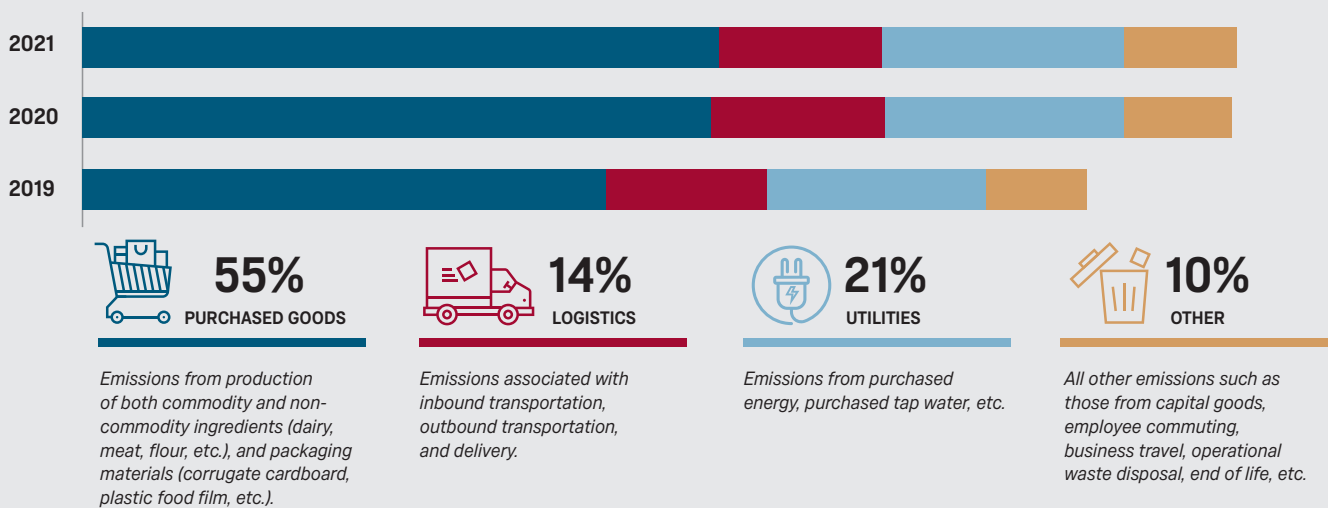 2021
2020
2019
55%
PURCHASED GOODS
Emissions from production
of both commodity and non-
commodity ingredients (dairy,
meat, flour, etc.), and packaging
materials (corrugate cardboard,
plastic food film, etc.).
14%
LOGISTICS
Emissions associated with
inbound transportation,
outbound transportation,
and delivery.
21%
UTILITIES
Emissions from purchased
energy, purchased tap water, etc.
10%
OTHER
All other emissions such as
those from capital goods,
employee commuting,
business travel, operational
waste disposal, end of life, etc.